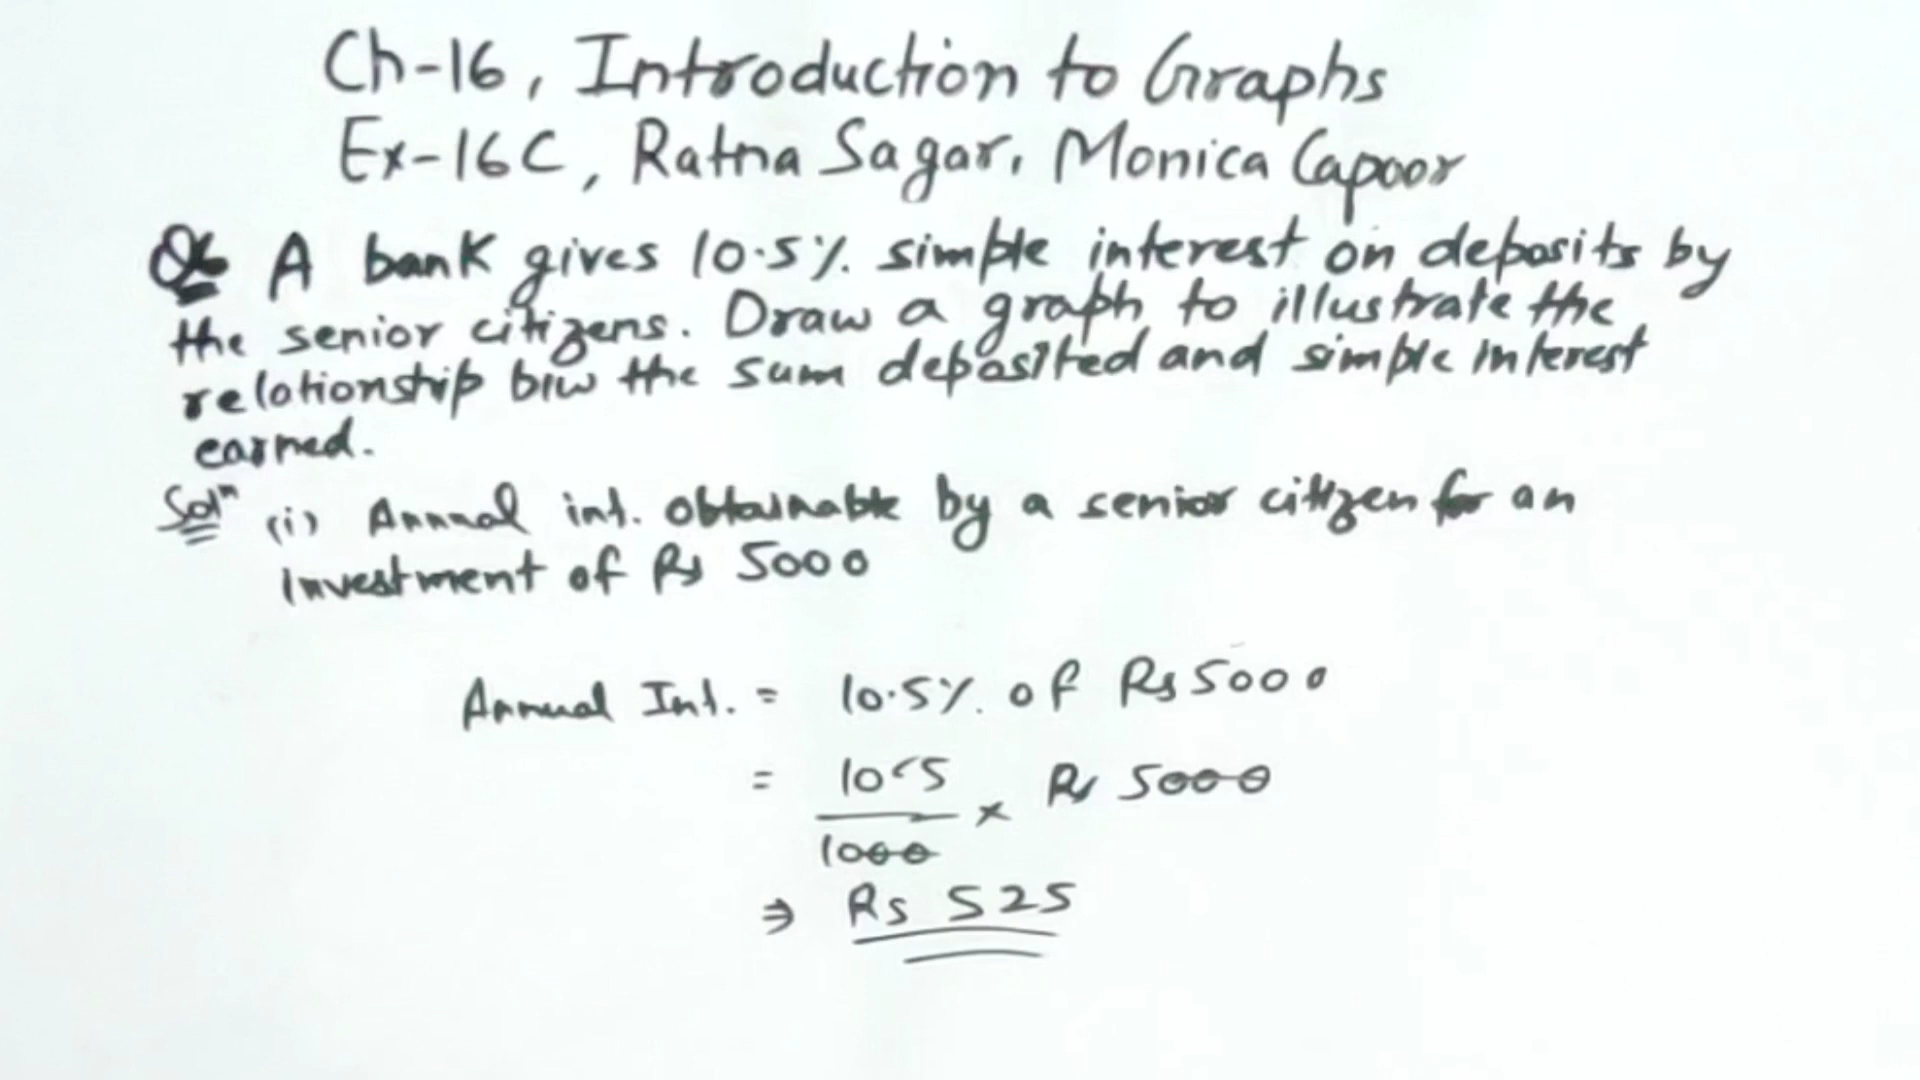 Ch-16, Introduction to Graphs
Ex-16C, Ratna Sagar, Monica Capoor
Q6 A bank gives 10.5% simple interest on deposits by
the senior citizens. Draw a graph to illustrate the
relationship b/w the sum deposited and simple interest
earned.
Solⁿ (i) Annual int. obtainable by a senior citizen for an
investment of Rs 5000
Annual Int. = 10.5% of Rs 5000
= 105 / 1000 × Rs 5000
⇒ Rs 525